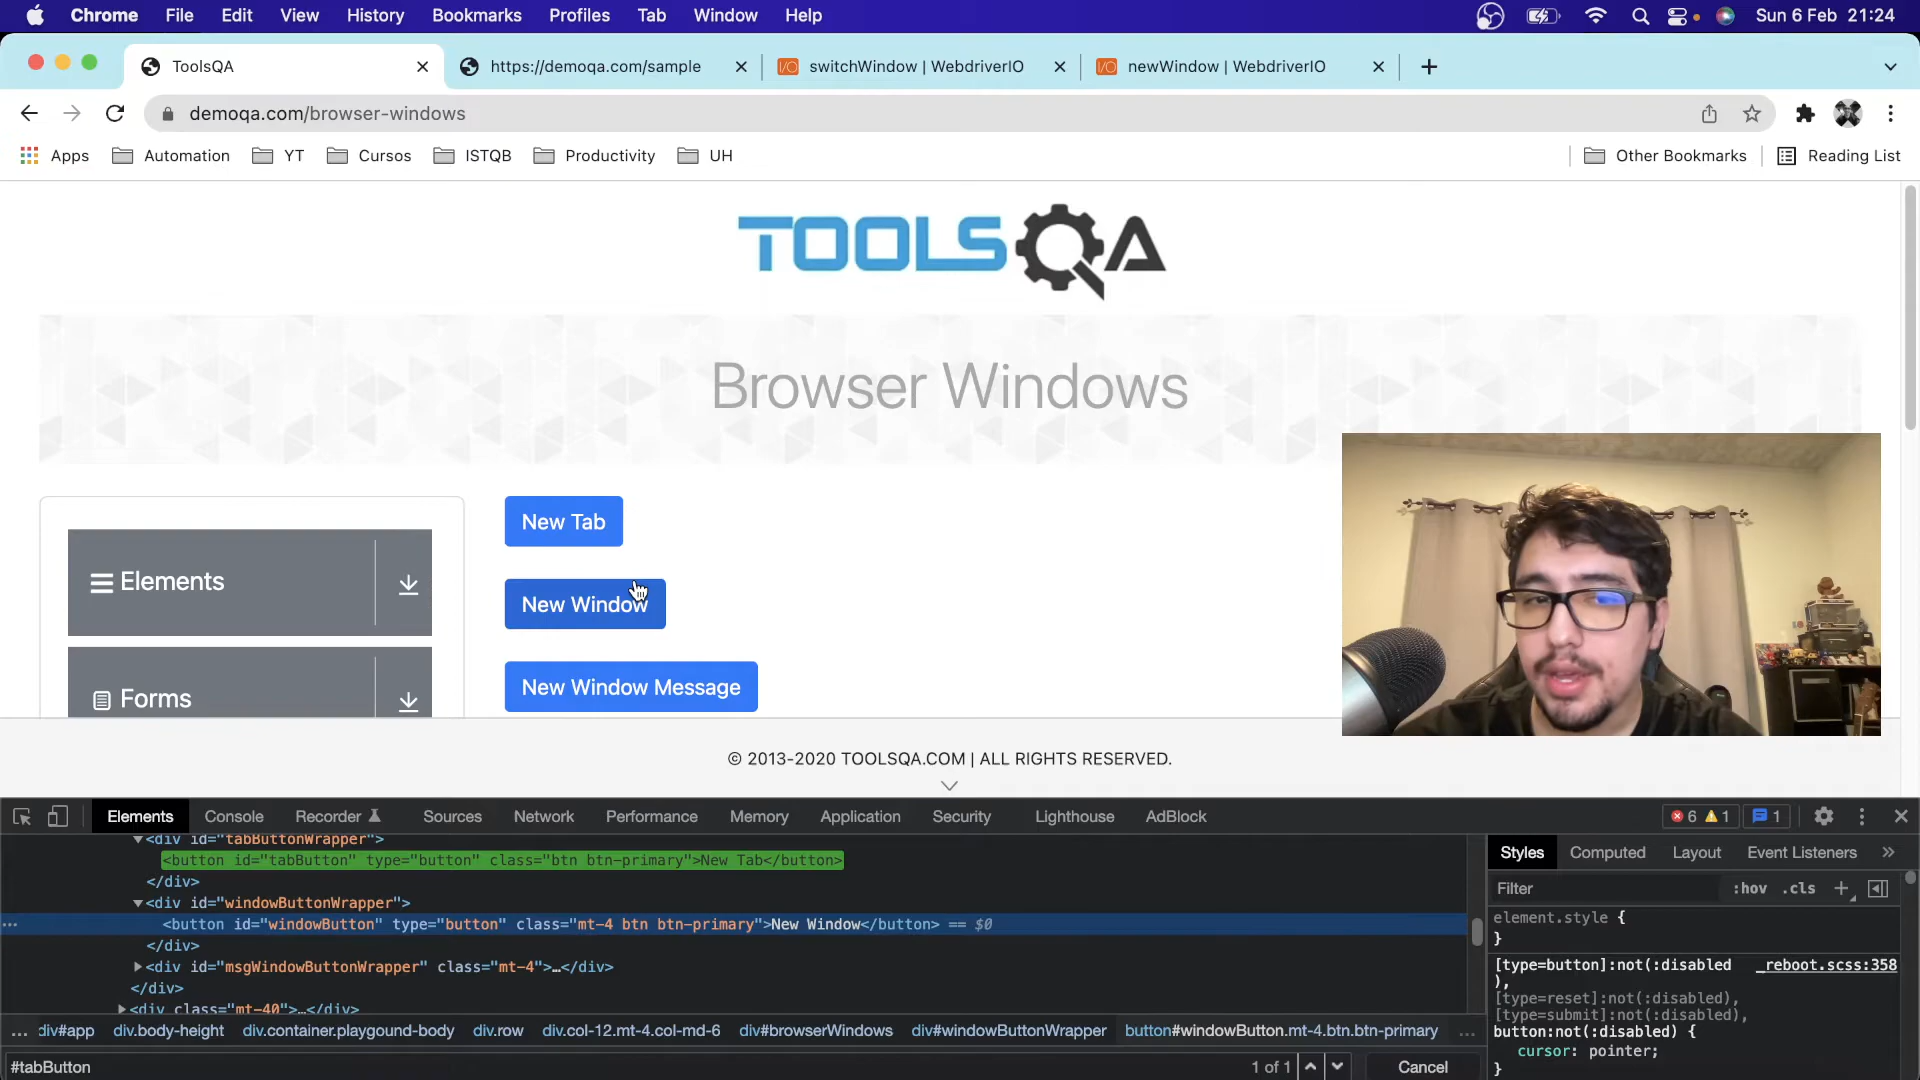 Chrome File Edit View History Bookmarks Profiles Tab Window Help Sun 6 Feb 21:24
ToolsQA https://demoqa.com/sample switchWindow | WebdriverIO newWindow | WebdriverIO
demoqa.com/browser-windows
Apps Automation YT Cursos ISTQB Productivity UH Other Bookmarks Reading List
TOOLSQA
Browser Windows
New Tab
Elements
New Window
New Window Message
Forms
© 2013-2020 TOOLSQA.COM | ALL RIGHTS RESERVED.
Elements Console Recorder Sources Network Performance Memory Application Security Lighthouse AdBlock 6 1 1
<div id="tabButtonWrapper">
<button id="tabButton" type="button" class="btn btn-primary">New Tab</button>
</div>
<div id="windowButtonWrapper">
<button id="windowButton" type="button" class="mt-4 btn btn-primary">New Window</button> == $0
</div>
<div id="msgWindowButtonWrapper" class="mt-4">…</div>
</div>
<div class="mt-40">…</div>
... div#app div.body-height div.container.playgound-body div.row div.col-12.mt-4.col-md-6 div#browserWindows div#windowButtonWrapper button#windowButton.mt-4.btn.btn-primary ...
#tabButton 1 of 1 Cancel
Styles Computed Layout Event Listeners »
Filter :hov .cls +
element.style {
}
[type=button]:not(:disabled _reboot.scss:358
),
[type=reset]:not(:disabled),
[type=submit]:not(:disabled),
button:not(:disabled) {
cursor: pointer;
}